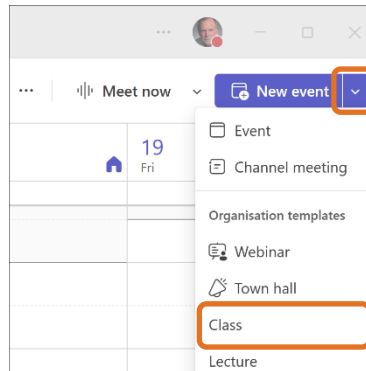 Meet now
New event
19
Fri
Event
Channel meeting
Organisation templates
Webinar
Town hall
Class
Lecture